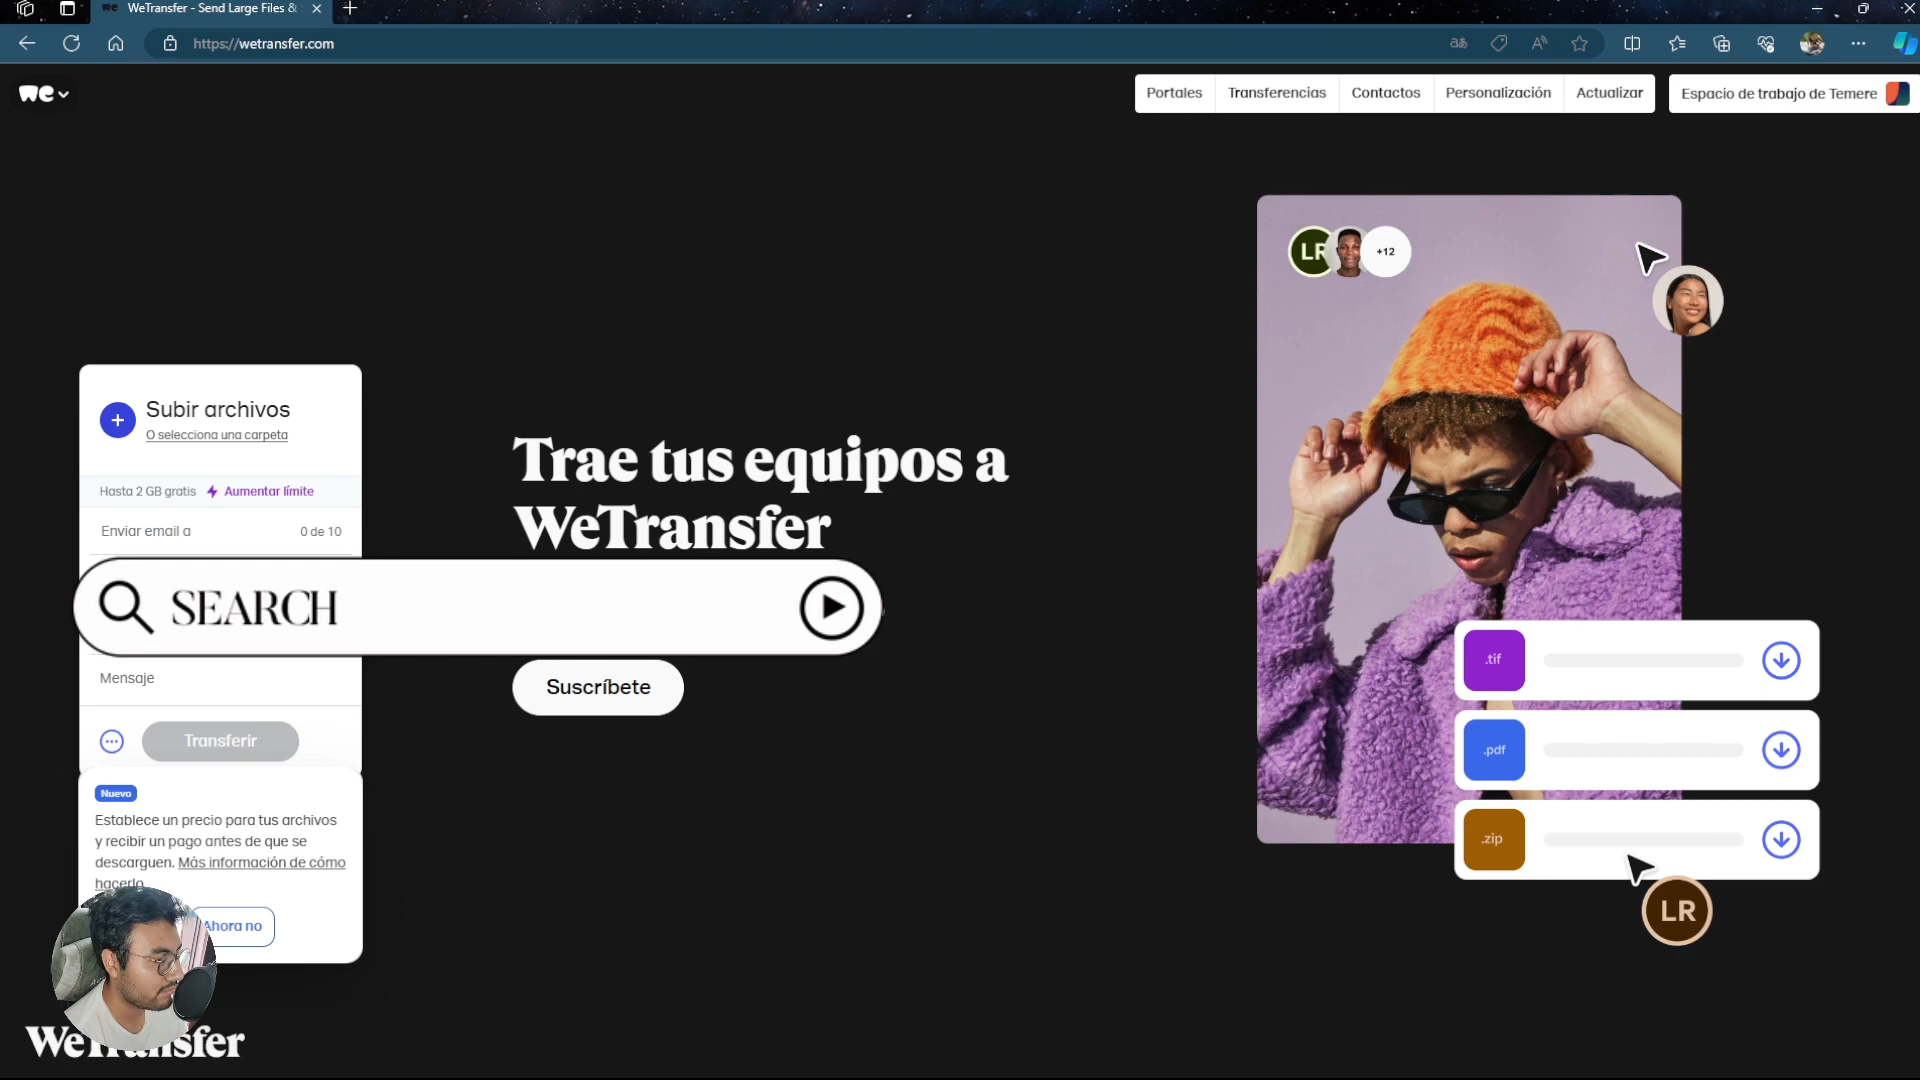 WeTransfer - Send Large Files &
https://wetransfer.com
we
Portales
Transferencias
Contactos
Personalización
Actualizar
Espacio de trabajo de Temere
LR
+12
Subir archivos
O selecciona una carpeta
Hasta 2 GB gratis
Aumentar límite
Enviar email a
0 de 10
Trae tus equipos a
WeTransfer
SEARCH
Suscríbete
Mensaje
Transferir
.tif
.pdf
.zip
LR
Nuevo
Establece un precio para tus archivos
y recibir un pago antes de que se
descarguen. Más información de cómo
hacerlo
Ahora no
WeTransfer